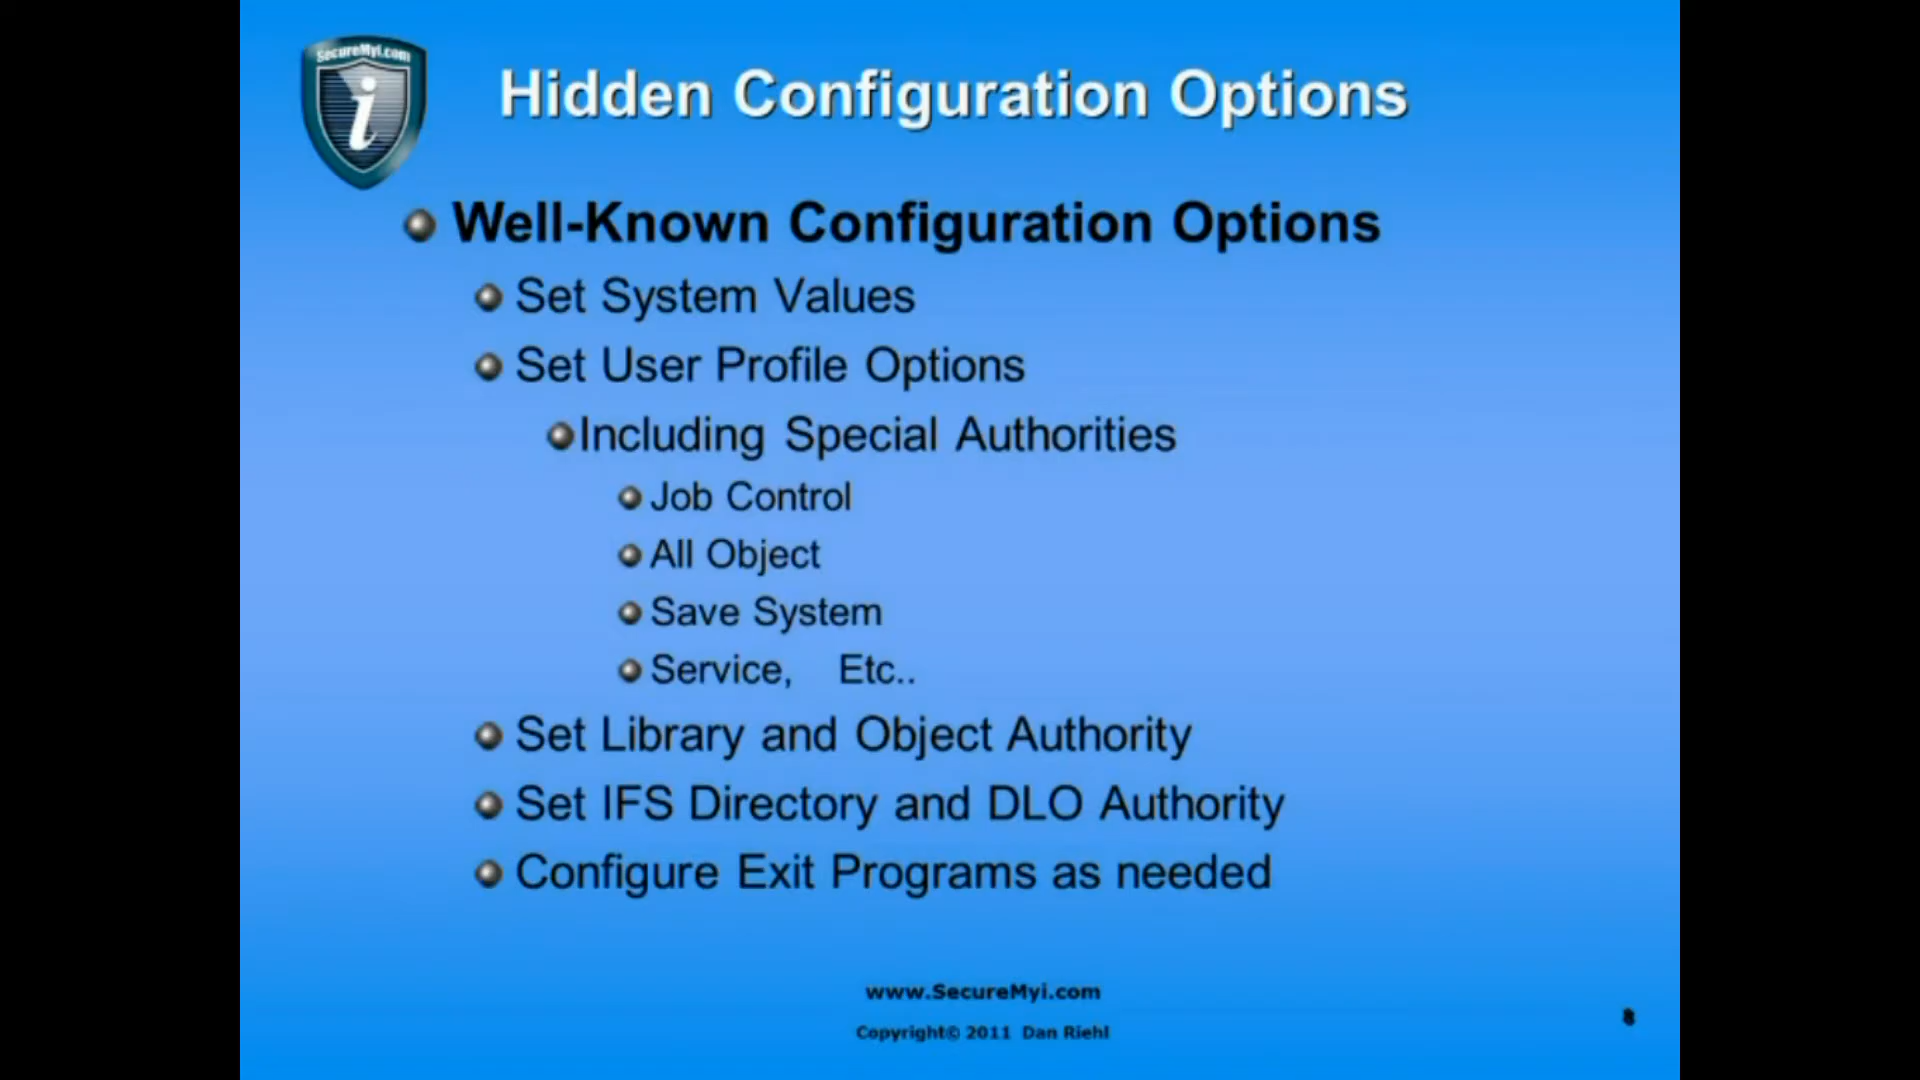 SecureMyi.com
i
Hidden Configuration Options
Well-Known Configuration Options
Set System Values
Set User Profile Options
Including Special Authorities
Job Control
All Object
Save System
Service, Etc..
Set Library and Object Authority
Set IFS Directory and DLO Authority
Configure Exit Programs as needed
www.SecureMyi.com
Copyright© 2011 Dan Riehl
8